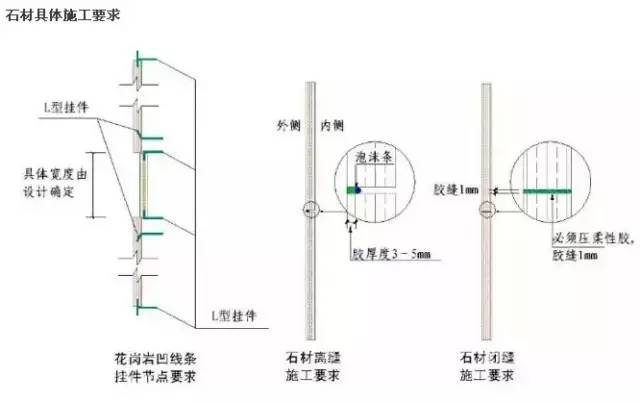 石材具体施工要求
L型挂件
外侧
内侧
泡沫条
具体宽度由
设计确定
胶缝1mm
必须压柔性胶,
胶缝1mm
胶厚度3-5mm
L型挂件
花岗岩凹线条
挂件节点要求
石材离缝
施工要求
石材闭缝
施工要求